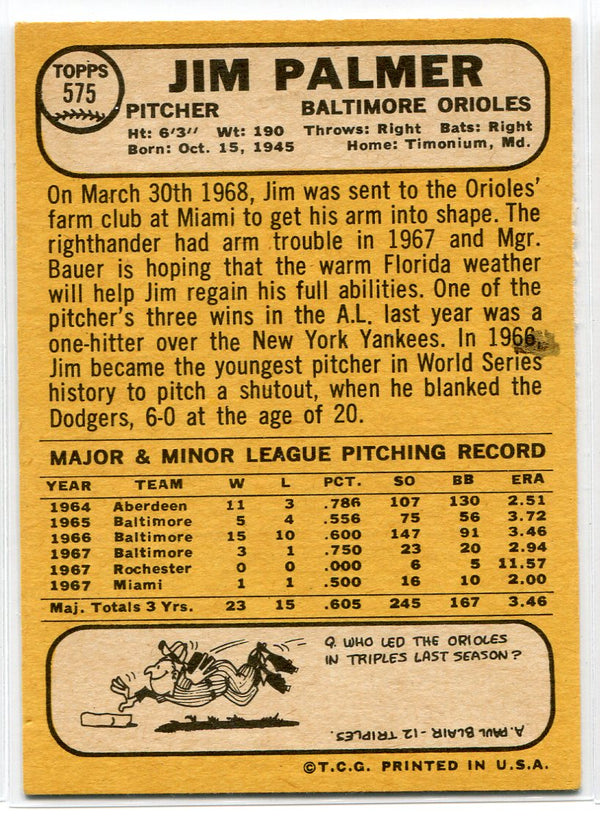 TOPPS
575
JIM PALMER
PITCHER BALTIMORE ORIOLES
Ht: 6'3" Wt: 190 Throws: Right Bats: Right
Born: Oct. 15, 1945 Home: Timonium, Md.
On March 30th 1968, Jim was sent to the Orioles'
farm club at Miami to get his arm into shape. The
righthander had arm trouble in 1967 and Mgr.
Bauer is hoping that the warm Florida weather
will help Jim regain his full abilities. One of the
pitcher's three wins in the A.L. last year was a
one-hitter over the New York Yankees. In 1966,
Jim became the youngest pitcher in World Series
history to pitch a shutout, when he blanked the
Dodgers, 6-0 at the age of 20.
MAJOR & MINOR LEAGUE PITCHING RECORD
YEAR TEAM W L PCT. SO BB ERA
1964 Aberdeen 11 3 .786 107 130 2.51
1965 Baltimore 5 4 .556 75 56 3.72
1966 Baltimore 15 10 .600 147 91 3.46
1967 Baltimore 3 1 .750 23 20 2.94
1967 Rochester 0 0 .000 6 5 11.57
1967 Miami 1 1 .500 16 10 2.00
Maj. Totals 3 Yrs. 23 15 .605 245 167 3.46
Q. WHO LED THE ORIOLES
IN TRIPLES LAST SEASON?
A. PAUL BLAIR - 12 TRIPLES.
©T.C.G. PRINTED IN U.S.A.